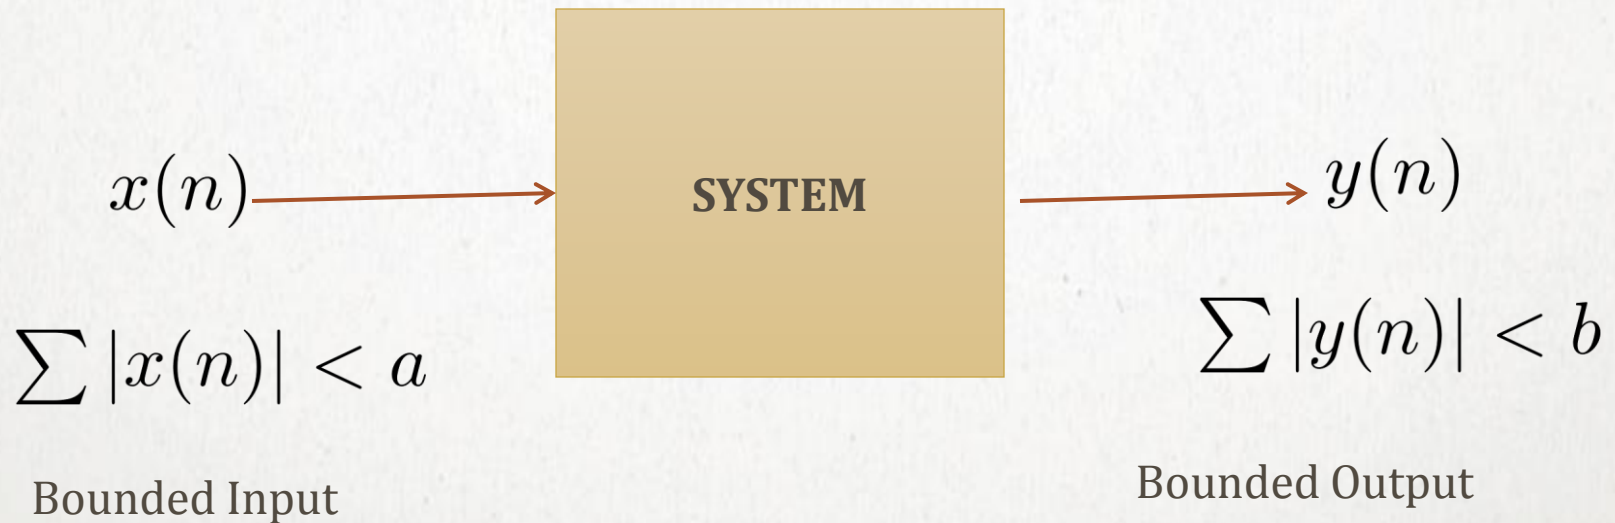 x(n)
SYSTEM
y(n)
∑|x(n)| < a
∑|y(n)| < b
Bounded Input
Bounded Output